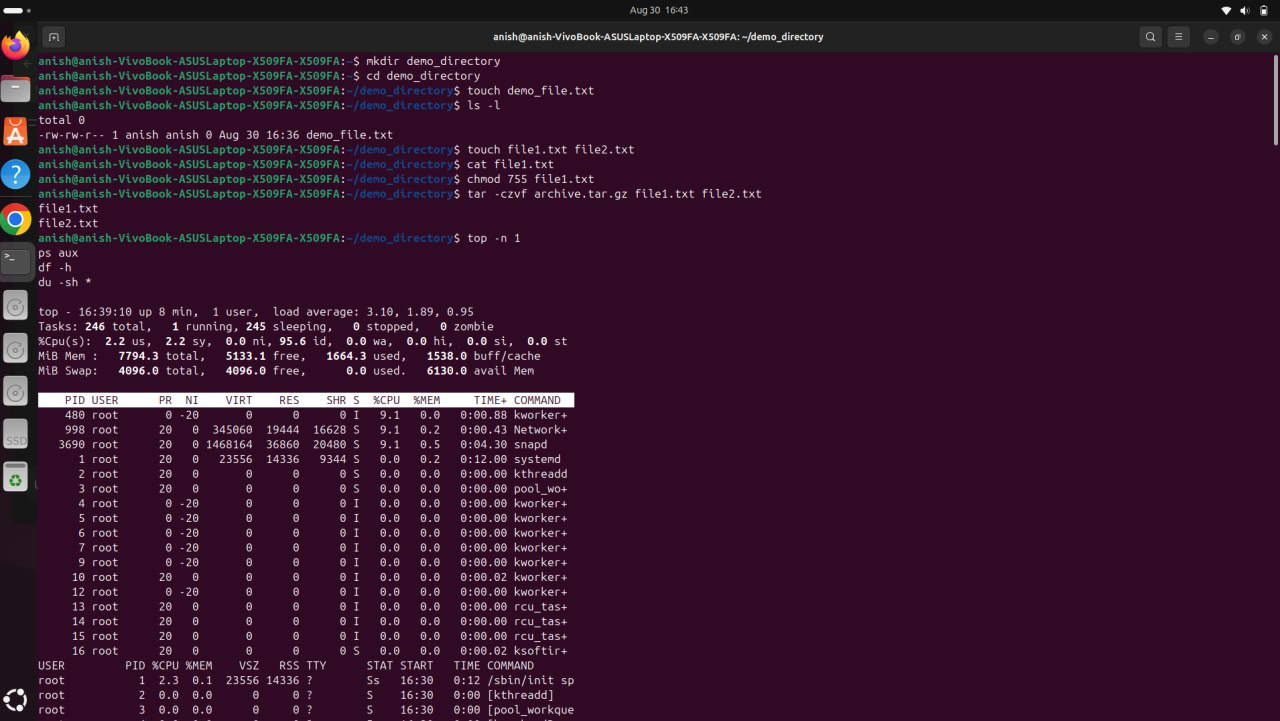 Aug 30 16:43
anish@anish-VivoBook-ASUSLaptop-X509FA-X509FA: ~/demo_directory
anish@anish-VivoBook-ASUSLaptop-X509FA-X509FA:~$ mkdir demo_directory
anish@anish-VivoBook-ASUSLaptop-X509FA-X509FA:~$ cd demo_directory
anish@anish-VivoBook-ASUSLaptop-X509FA-X509FA:~/demo_directory$ touch demo_file.txt
anish@anish-VivoBook-ASUSLaptop-X509FA-X509FA:~/demo_directory$ ls -l
total 0
-rw-rw-r-- 1 anish anish 0 Aug 30 16:36 demo_file.txt
anish@anish-VivoBook-ASUSLaptop-X509FA-X509FA:~/demo_directory$ touch file1.txt file2.txt
anish@anish-VivoBook-ASUSLaptop-X509FA-X509FA:~/demo_directory$ cat file1.txt
anish@anish-VivoBook-ASUSLaptop-X509FA-X509FA:~/demo_directory$ chmod 755 file1.txt
anish@anish-VivoBook-ASUSLaptop-X509FA-X509FA:~/demo_directory$ tar -czvf archive.tar.gz file1.txt file2.txt
file1.txt
file2.txt
anish@anish-VivoBook-ASUSLaptop-X509FA-X509FA:~/demo_directory$ top -n 1
ps aux
df -h
du -sh *
top - 16:39:10 up 8 min,  1 user,  load average: 3.10, 1.89, 0.95
Tasks: 246 total,   1 running, 245 sleeping,   0 stopped,   0 zombie
%Cpu(s):  2.2 us,  2.2 sy,  0.0 ni, 95.6 id,  0.0 wa,  0.0 hi,  0.0 si,  0.0 st
MiB Mem :   7794.3 total,   5133.1 free,   1664.3 used,   1538.0 buff/cache
MiB Swap:   4096.0 total,   4096.0 free,      0.0 used.   6130.0 avail Mem
PID USER      PR  NI    VIRT    RES    SHR S  %CPU  %MEM     TIME+ COMMAND
480 root       0 -20       0      0      0 I   9.1   0.0   0:00.88 kworker+
998 root      20   0  345060  19444  16628 S   9.1   0.2   0:00.43 Network+
3690 root      20   0 1468164  36860  20480 S   9.1   0.5   0:04.30 snapd
1 root      20   0   23556  14336   9344 S   0.0   0.2   0:12.00 systemd
2 root      20   0       0      0      0 S   0.0   0.0   0:00.00 kthreadd
3 root      20   0       0      0      0 S   0.0   0.0   0:00.00 pool_wo+
4 root       0 -20       0      0      0 I   0.0   0.0   0:00.00 kworker+
5 root       0 -20       0      0      0 I   0.0   0.0   0:00.00 kworker+
6 root       0 -20       0      0      0 I   0.0   0.0   0:00.00 kworker+
7 root       0 -20       0      0      0 I   0.0   0.0   0:00.00 kworker+
9 root       0 -20       0      0      0 I   0.0   0.0   0:00.00 kworker+
10 root      20   0       0      0      0 I   0.0   0.0   0:00.02 kworker+
12 root       0 -20       0      0      0 I   0.0   0.0   0:00.00 kworker+
13 root      20   0       0      0      0 I   0.0   0.0   0:00.00 rcu_tas+
14 root      20   0       0      0      0 I   0.0   0.0   0:00.00 rcu_tas+
15 root      20   0       0      0      0 I   0.0   0.0   0:00.00 rcu_tas+
16 root      20   0       0      0      0 S   0.0   0.0   0:00.02 ksoftir+
USER         PID %CPU %MEM    VSZ   RSS TTY      STAT START   TIME COMMAND
root           1  2.3  0.1  23556 14336 ?        Ss   16:30   0:12 /sbin/init sp
root           2  0.0  0.0      0     0 ?        S    16:30   0:00 [kthreadd]
root           3  0.0  0.0      0     0 ?        S    16:30   0:00 [pool_workque
SSD